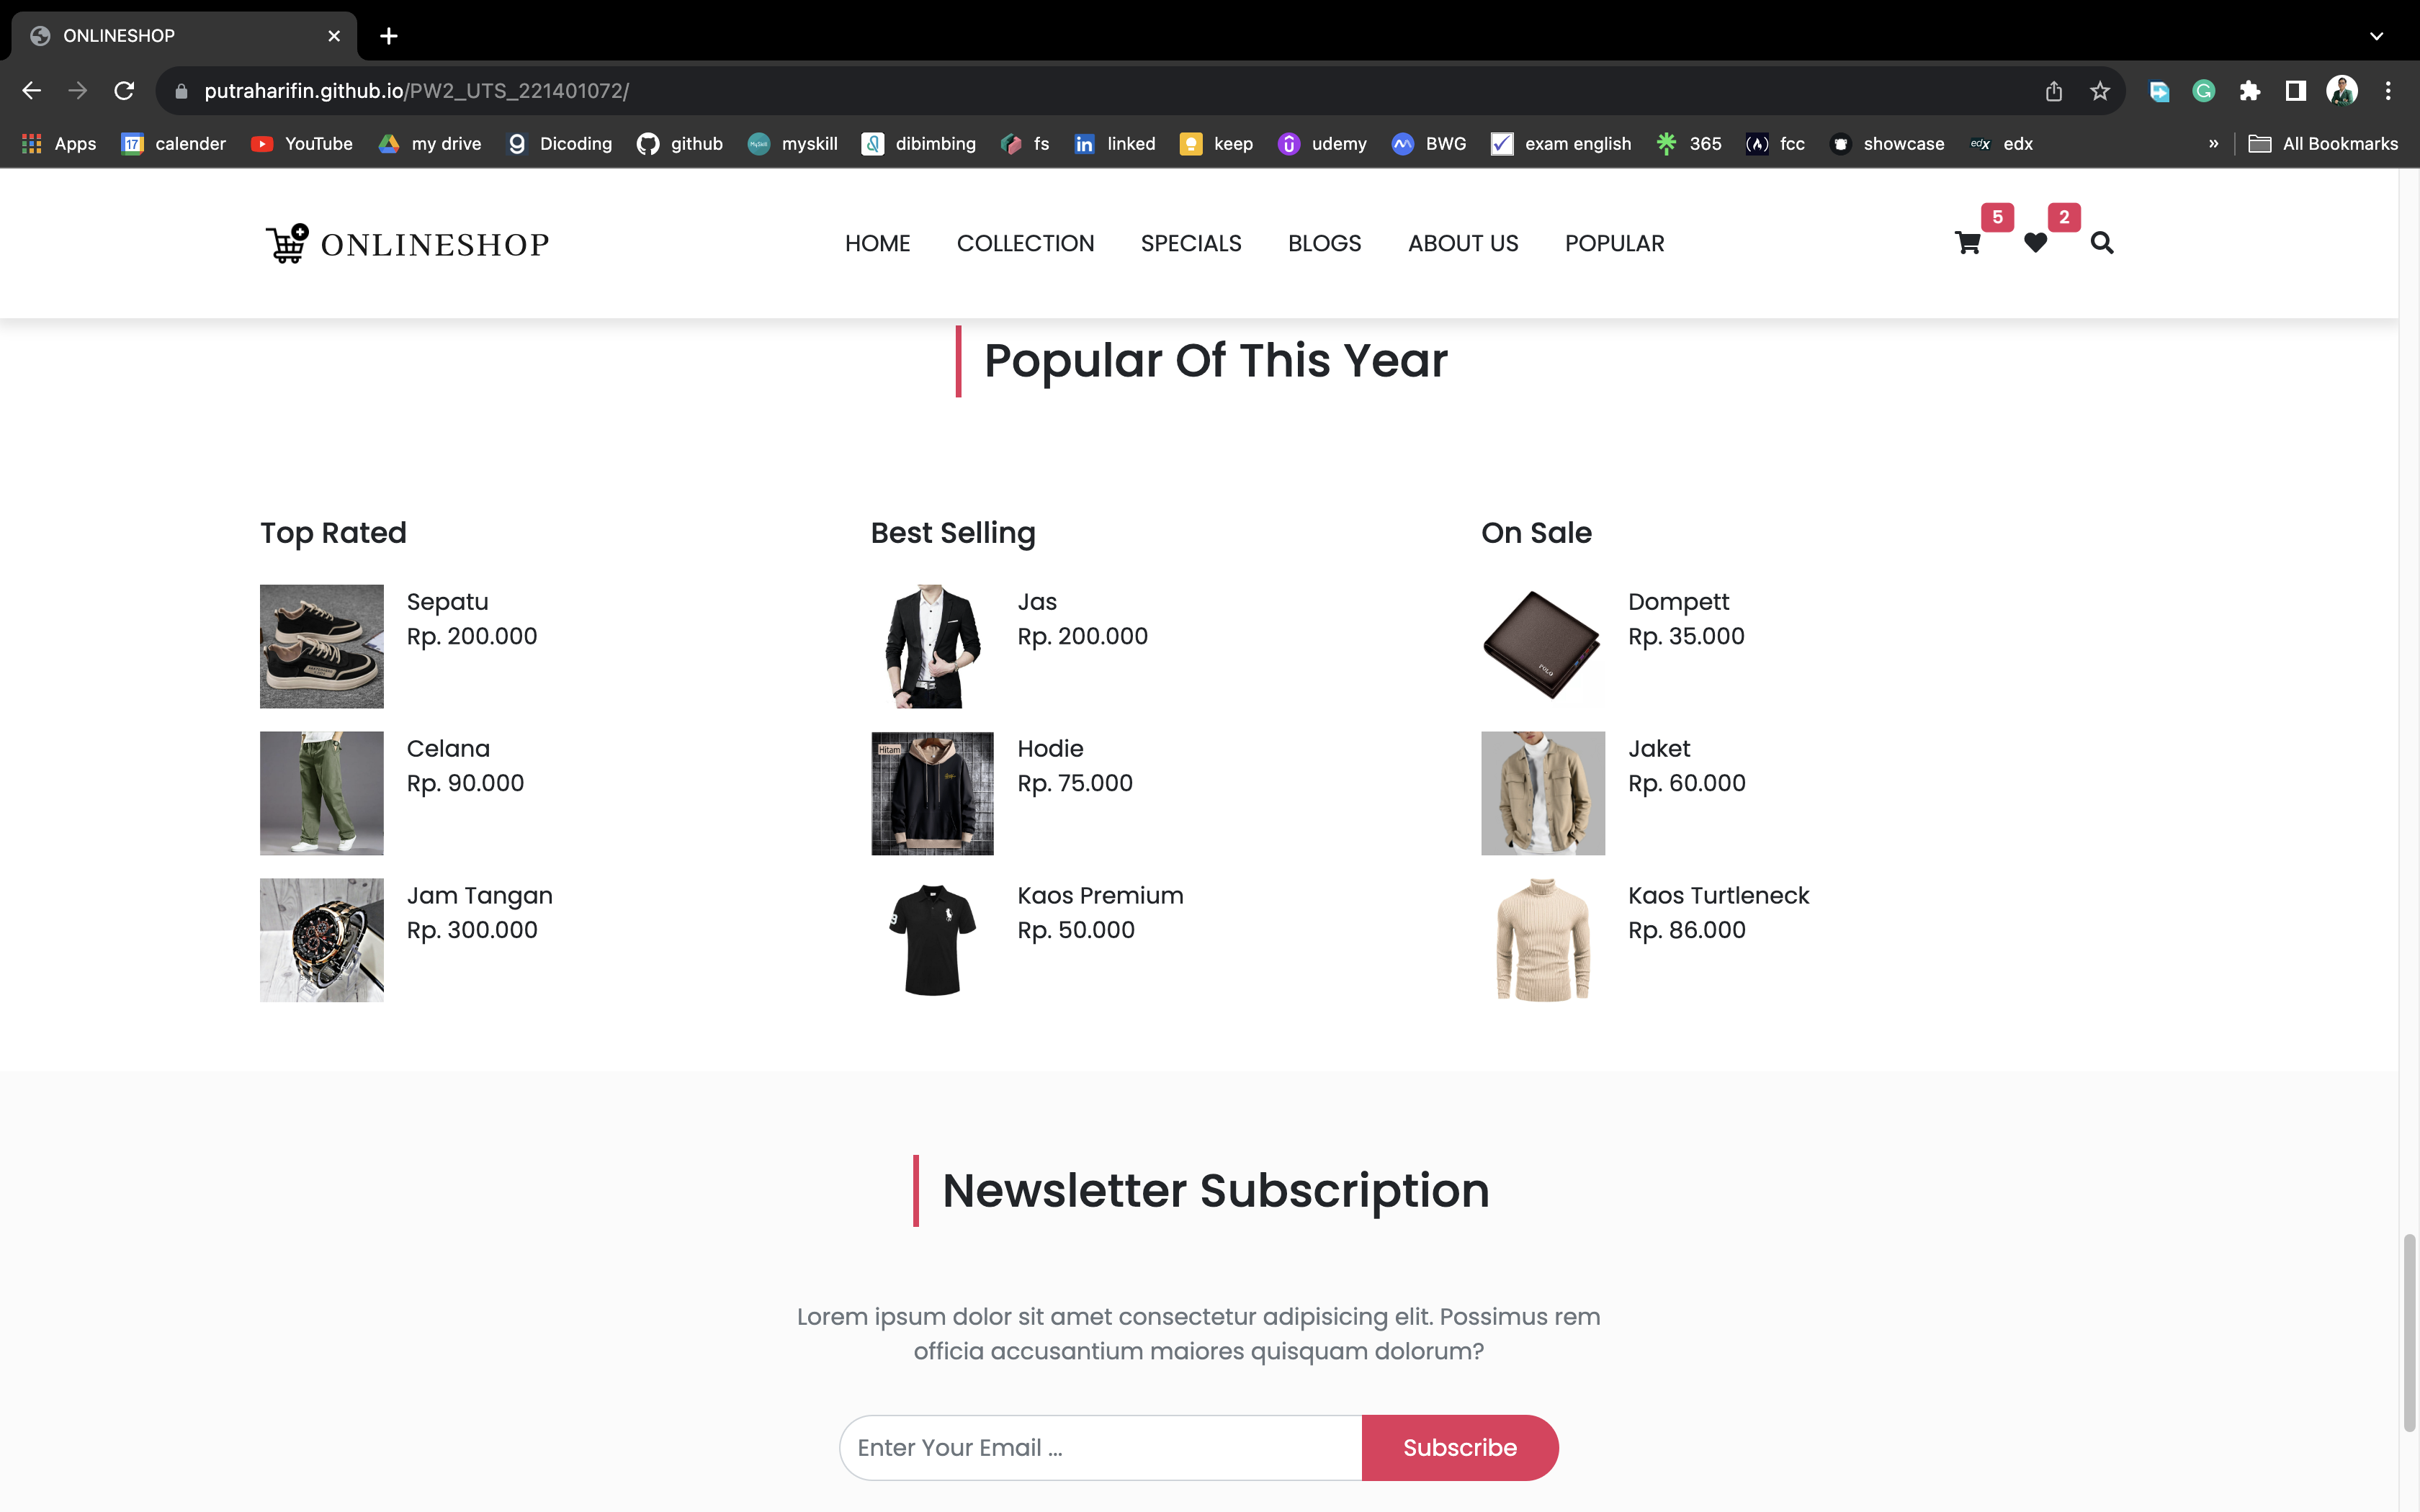 ONLINESHOP
putraharifin.github.io/PW2_UTS_221401072/
Apps
17
calender
YouTube
my drive
Dicoding
github
MySkill
myskill
dibimbing
fs
in
linked
keep
udemy
BWG
exam english
365
fcc
showcase
edX
edx
»
All Bookmarks
ONLINESHOP
HOME
COLLECTION
SPECIALS
BLOGS
ABOUT US
POPULAR
5
2
Popular Of This Year
Top Rated
Sepatu
Rp. 200.000
Celana
Rp. 90.000
Jam Tangan
Rp. 300.000
Best Selling
Jas
Rp. 200.000
Hitam
Hodie
Rp. 75.000
Kaos Premium
Rp. 50.000
On Sale
POLO
Dompett
Rp. 35.000
Jaket
Rp. 60.000
Kaos Turtleneck
Rp. 86.000
Newsletter Subscription
Lorem ipsum dolor sit amet consectetur adipisicing elit. Possimus rem
officia accusantium maiores quisquam dolorum?
Enter Your Email ...
Subscribe